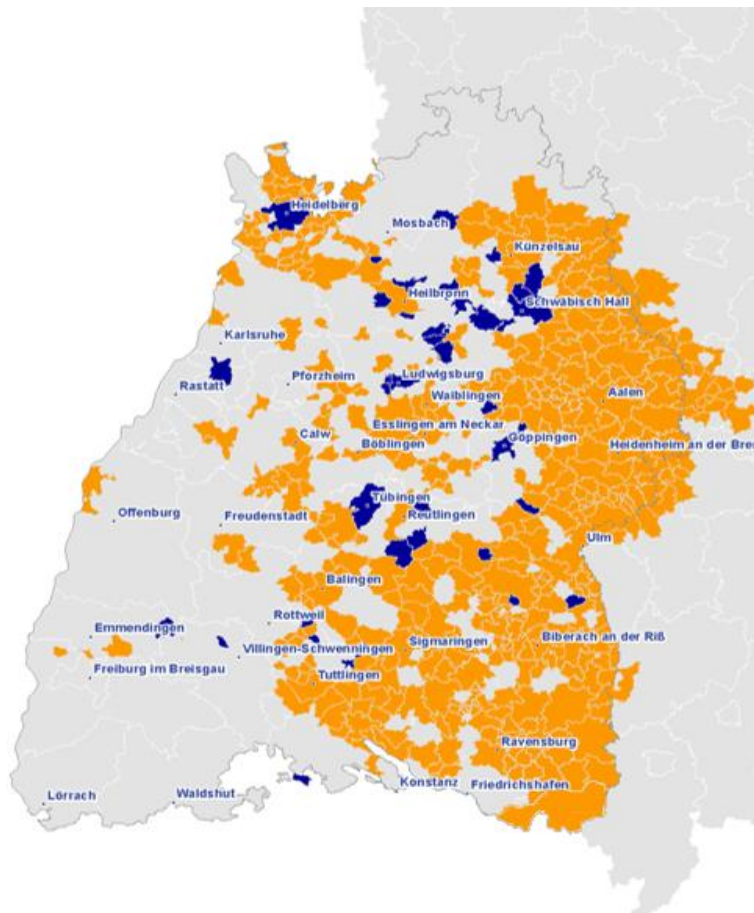 Heidelberg
Mosbach
Künzelsau
Heilbronn
Schwäbisch Hall
Karlsruhe
Ludwigsburg
Pforzheim
Rastatt
Waiblingen
Aalen
Esslingen am Neckar
Calw
Göppingen
Böblingen
Heidenheim an der Bren
Tübingen
Offenburg
Freudenstadt
Reutlingen
Ulm
Balingen
Rottweil
Emmendingen
Sigmaringen
Biberach an der Riß
Villingen-Schwenningen
Freiburg im Breisgau
Tuttlingen
Ravensburg
Konstanz
Friedrichshafen
Lörrach
Waldshut